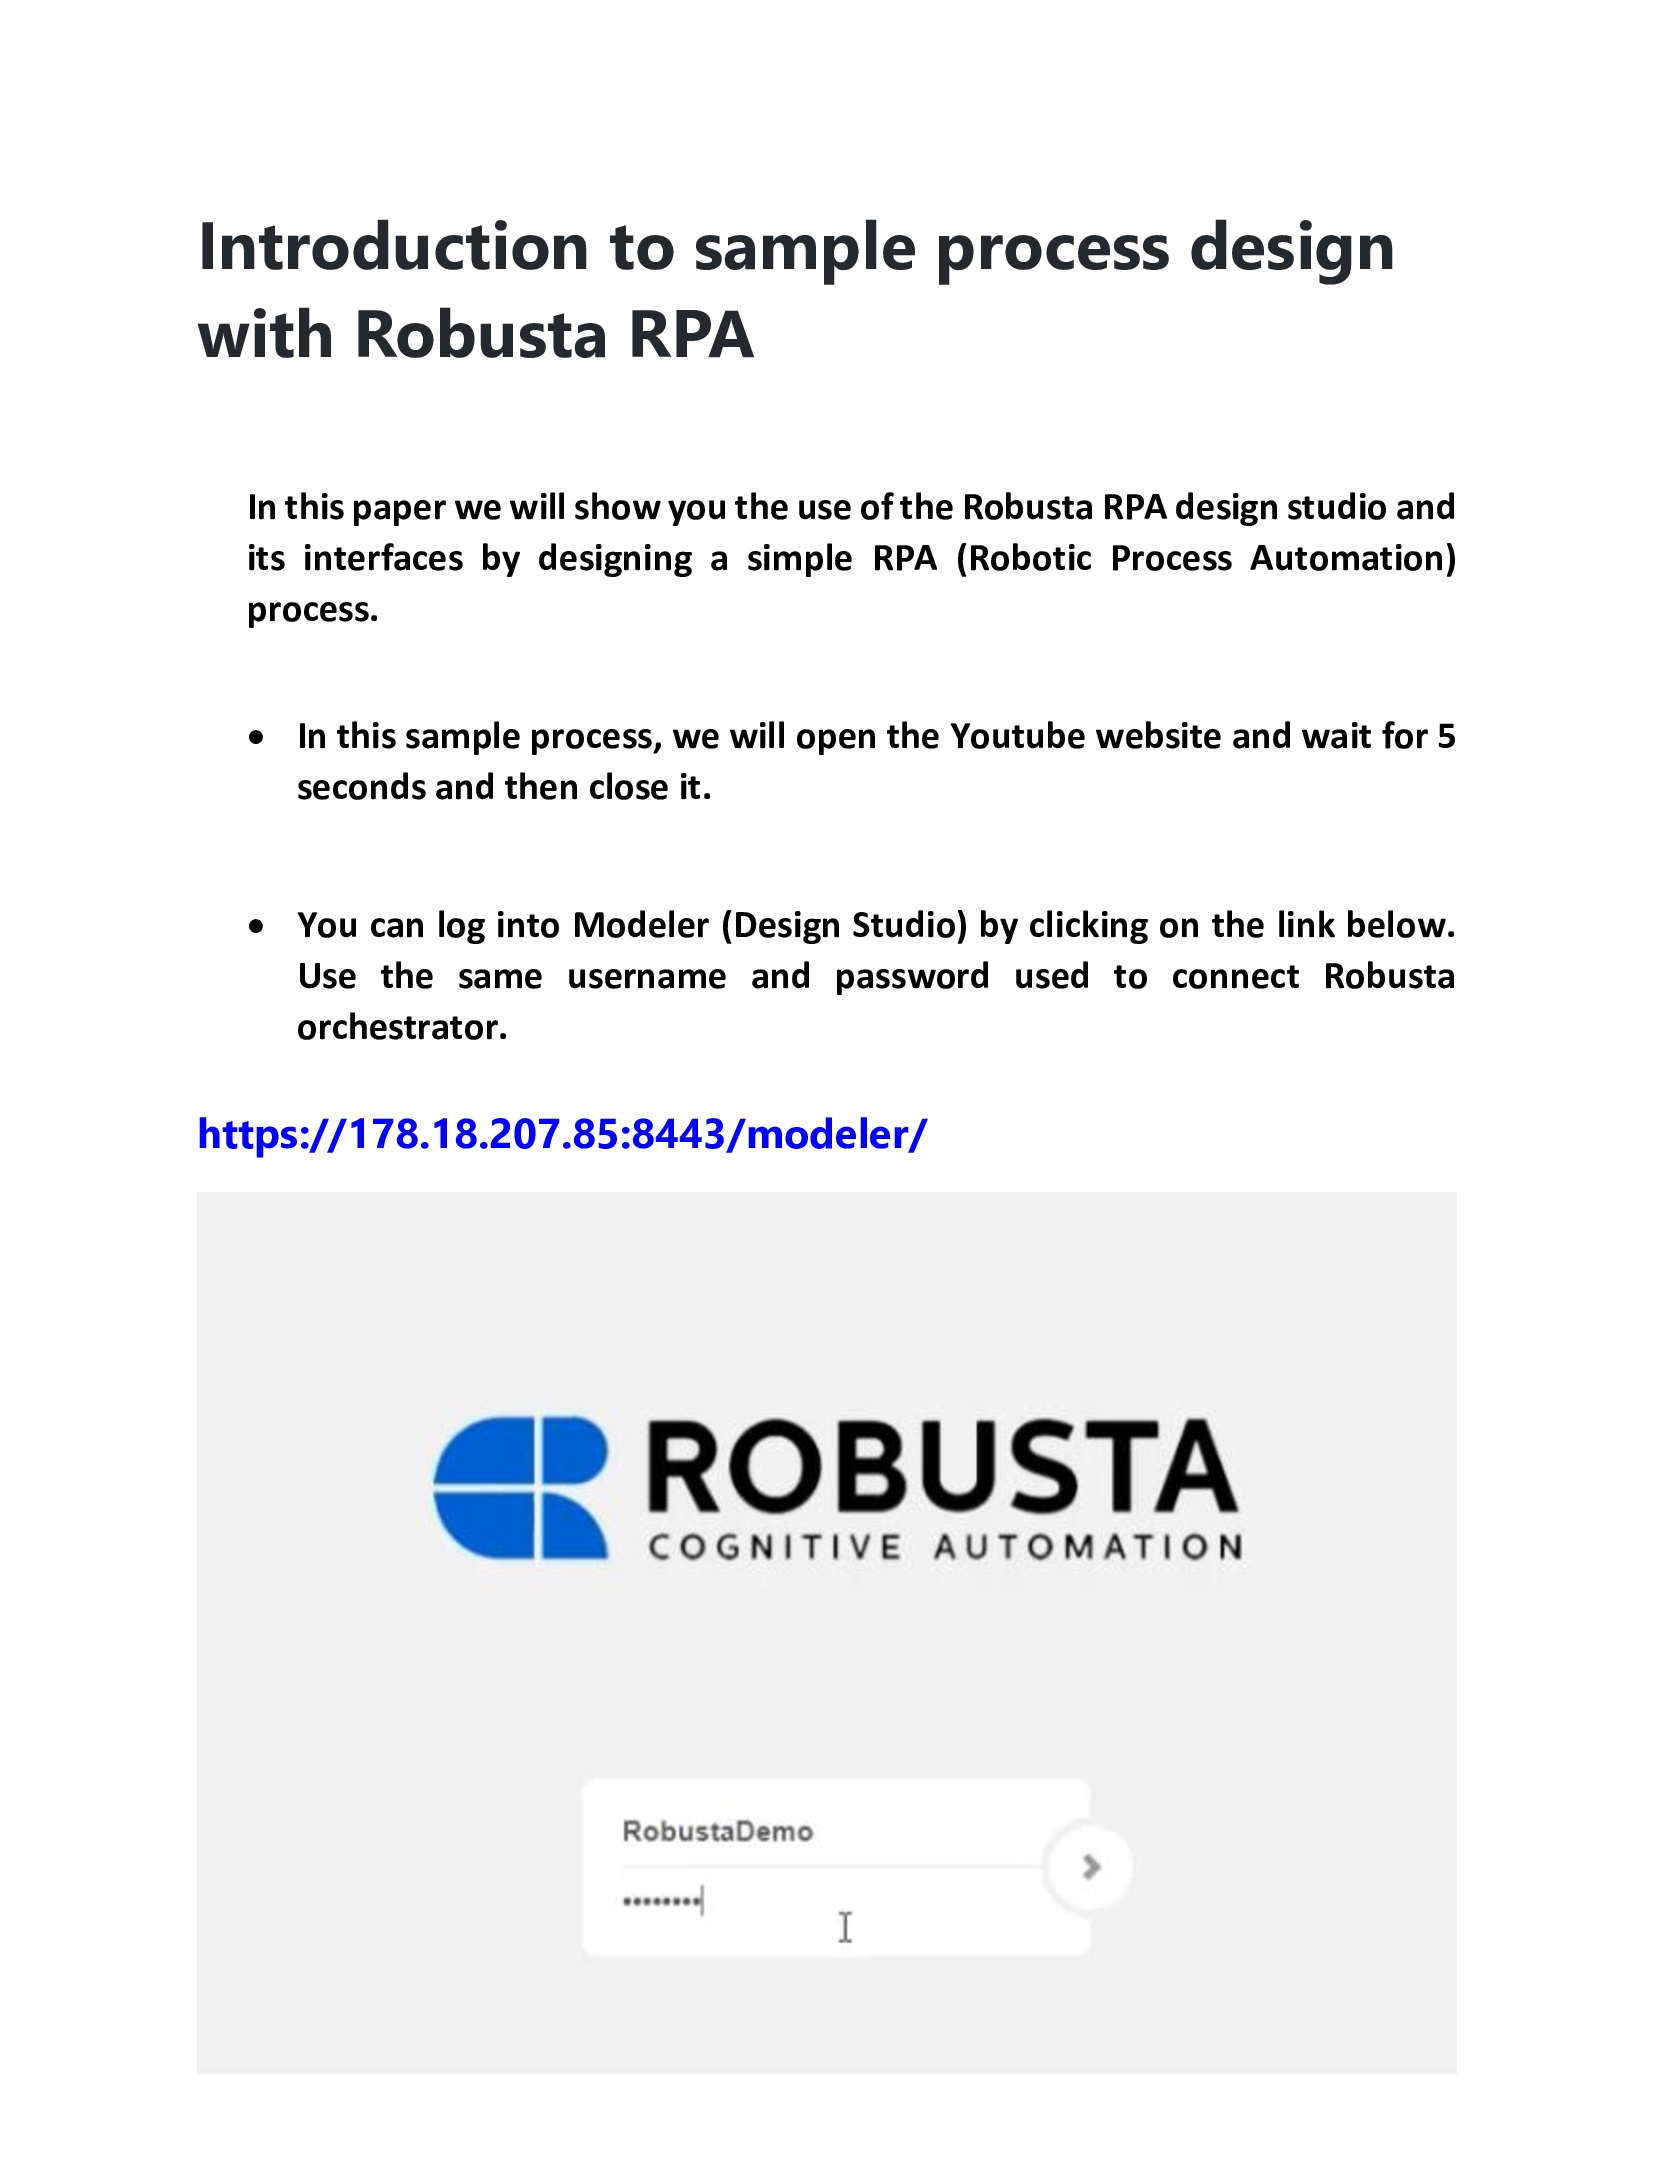 Introduction to sample process design
with Robusta RPA
In this paper we will show you the use of the Robusta RPA design studio and
its interfaces by designing a simple RPA (Robotic Process Automation)
process.
• In this sample process, we will open the Youtube website and wait for 5
seconds and then close it.
• You can log into Modeler (Design Studio) by clicking on the link below.
Use the same username and password used to connect Robusta
orchestrator.
https://178.18.207.85:8443/modeler/
ROBUSTA
COGNITIVE AUTOMATION
RobustaDemo
••••••••